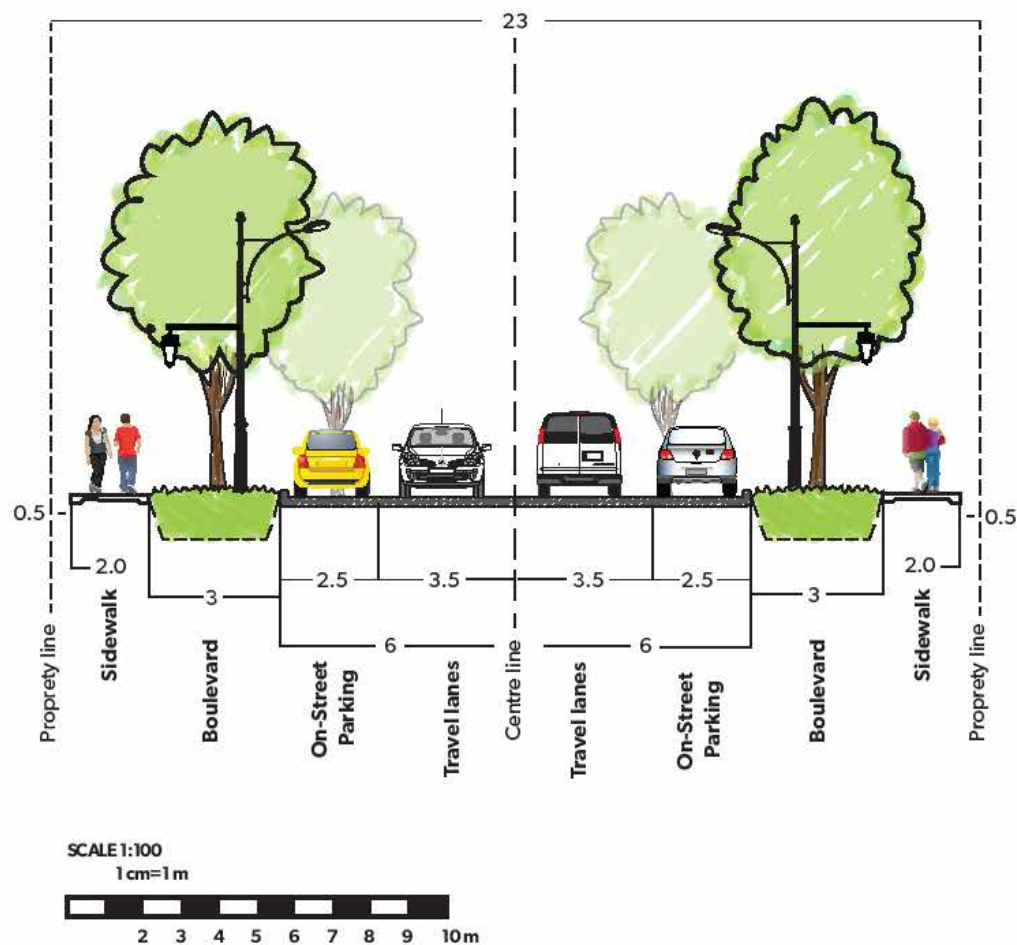 23
0.5
0.5
2.0
2.0
2.5
3.5
3.5
2.5
3
3
6
6
Proprety line
Sidewalk
Boulevard
On-Street
Parking
Travel lanes
Centre line
Travel lanes
On-Street
Parking
Boulevard
Sidewalk
Proprety line
SCALE 1:100
1 cm=1 m
2 3 4 5 6 7 8 9 10 m